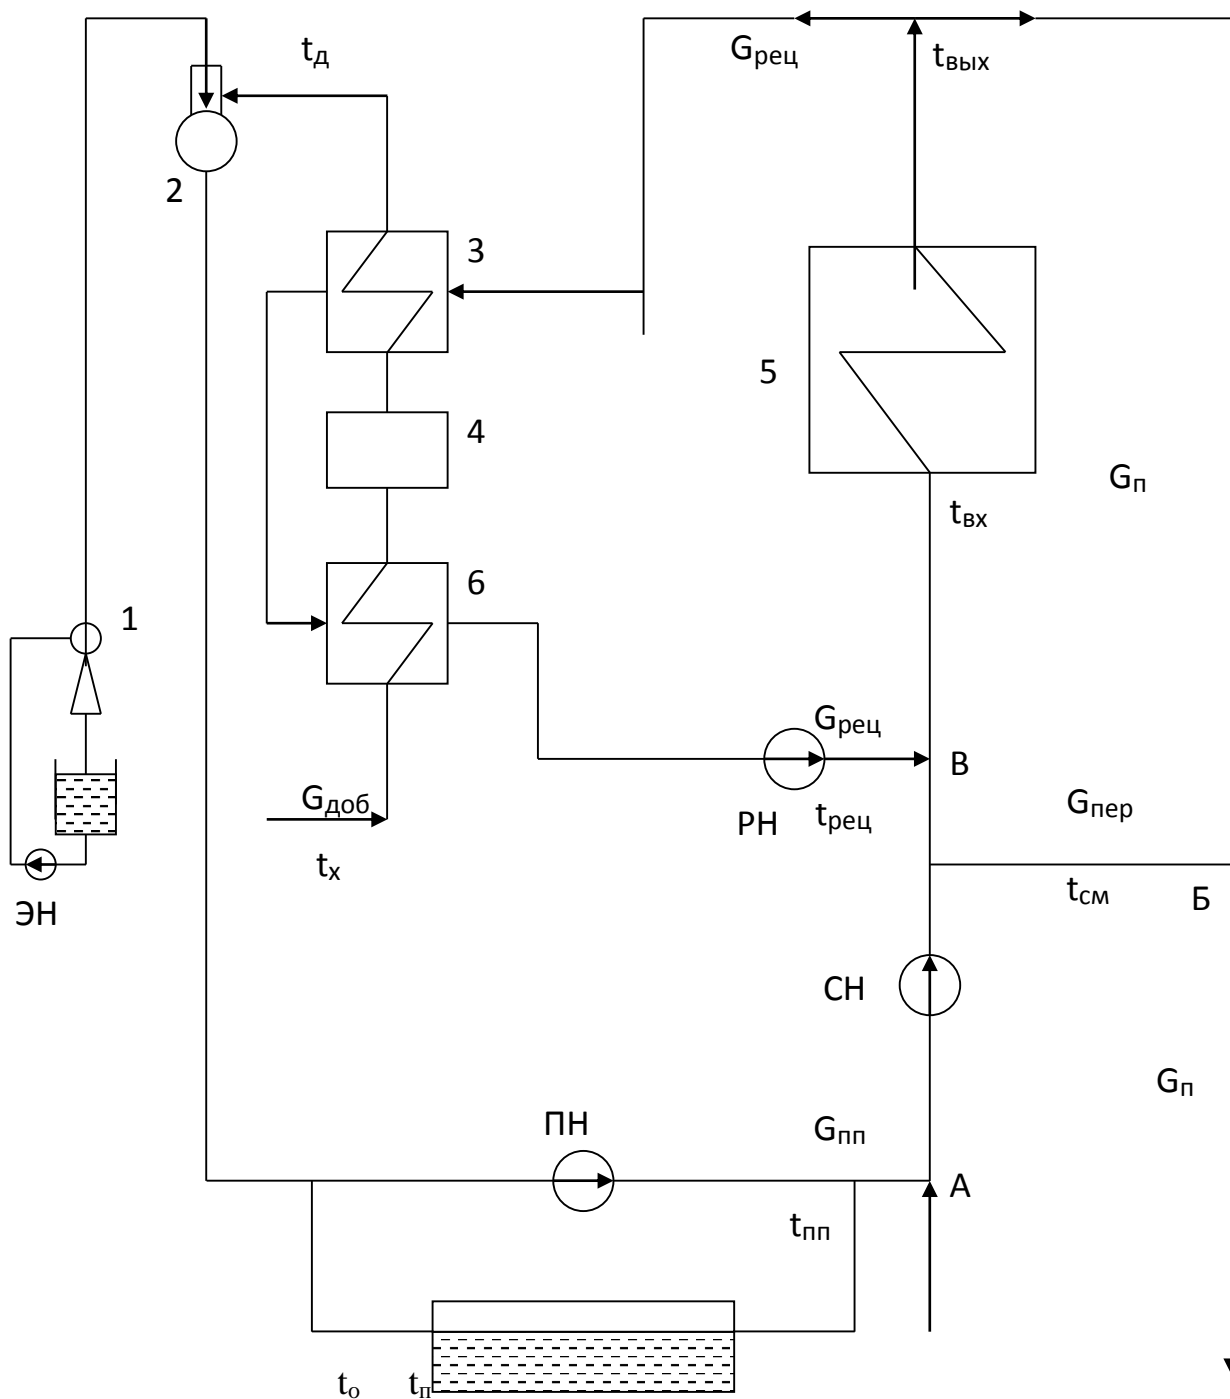 tд
Gрец
tвых
2
3
5
4
Gп
tвх
6
1
Gрец
В
Gдоб
Gпер
РН
tрец
tх
tсм
Б
ЭН
СН
Gп
ПН
Gпп
А
tпп
tо
tп